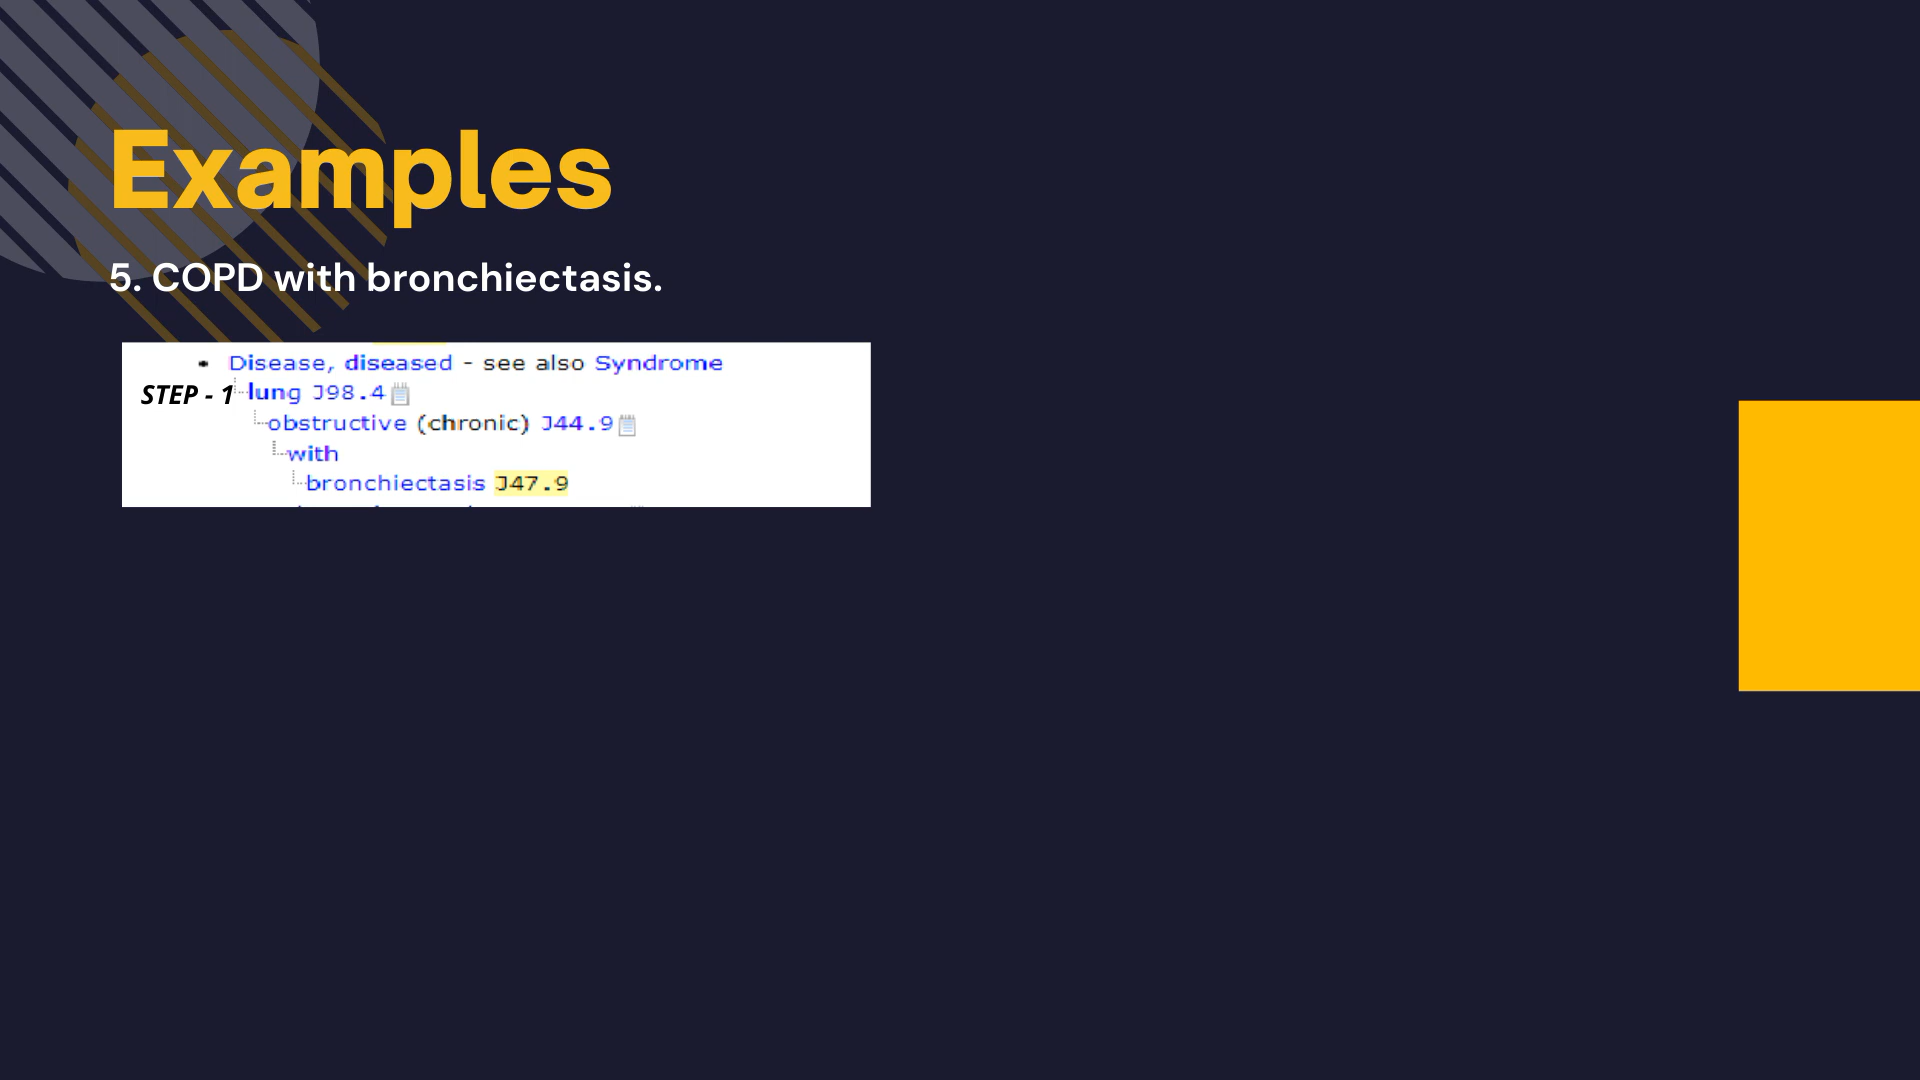 Examples
5. COPD with bronchiectasis.
• Disease, diseased - see also Syndrome
STEP - 1 lung J98.4
obstructive (chronic) J44.9
with
bronchiectasis J47.9